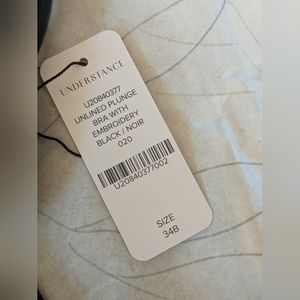 UNDERSTANCE
U20840377
UNLINED PLUNGE
BRA WITH
EMBROIDERY
BLACK / NOIR
020
U20840377002
SIZE
34B